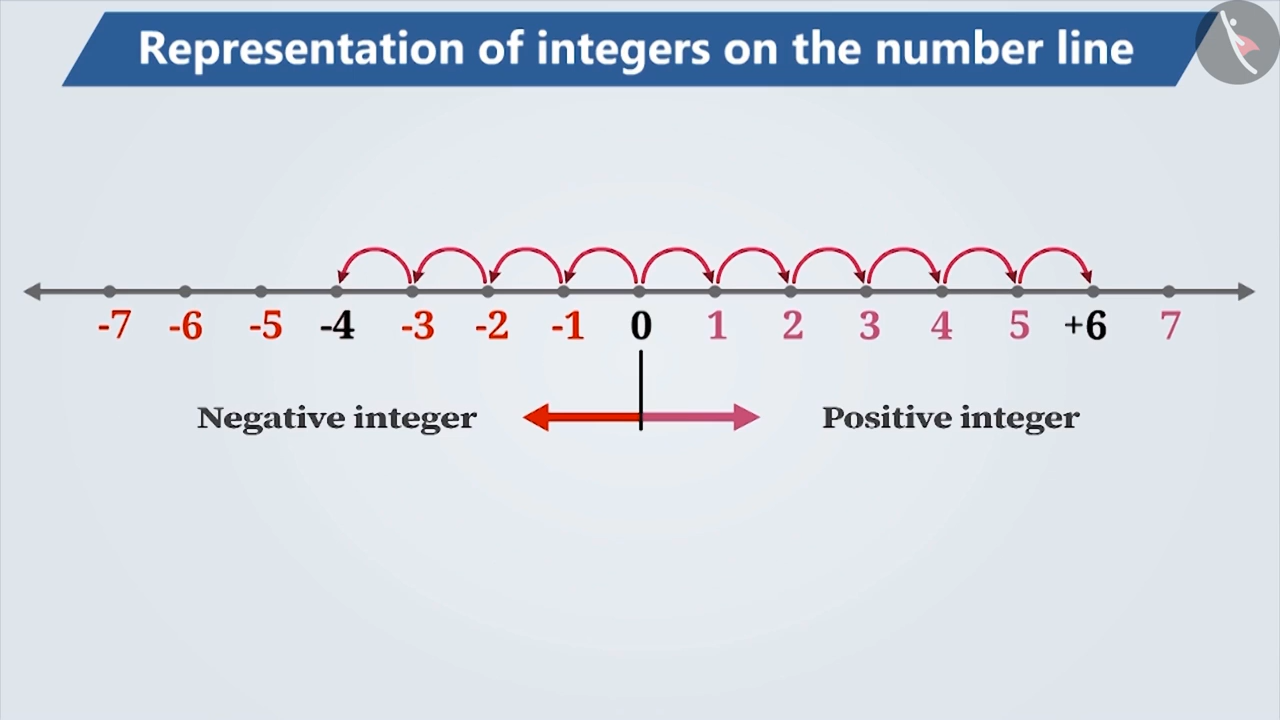 Representation of integers on the number line
-7 -6 -5 -4 -3 -2 -1 0 1 2 3 4 5 +6 7
Negative integer Positive integer